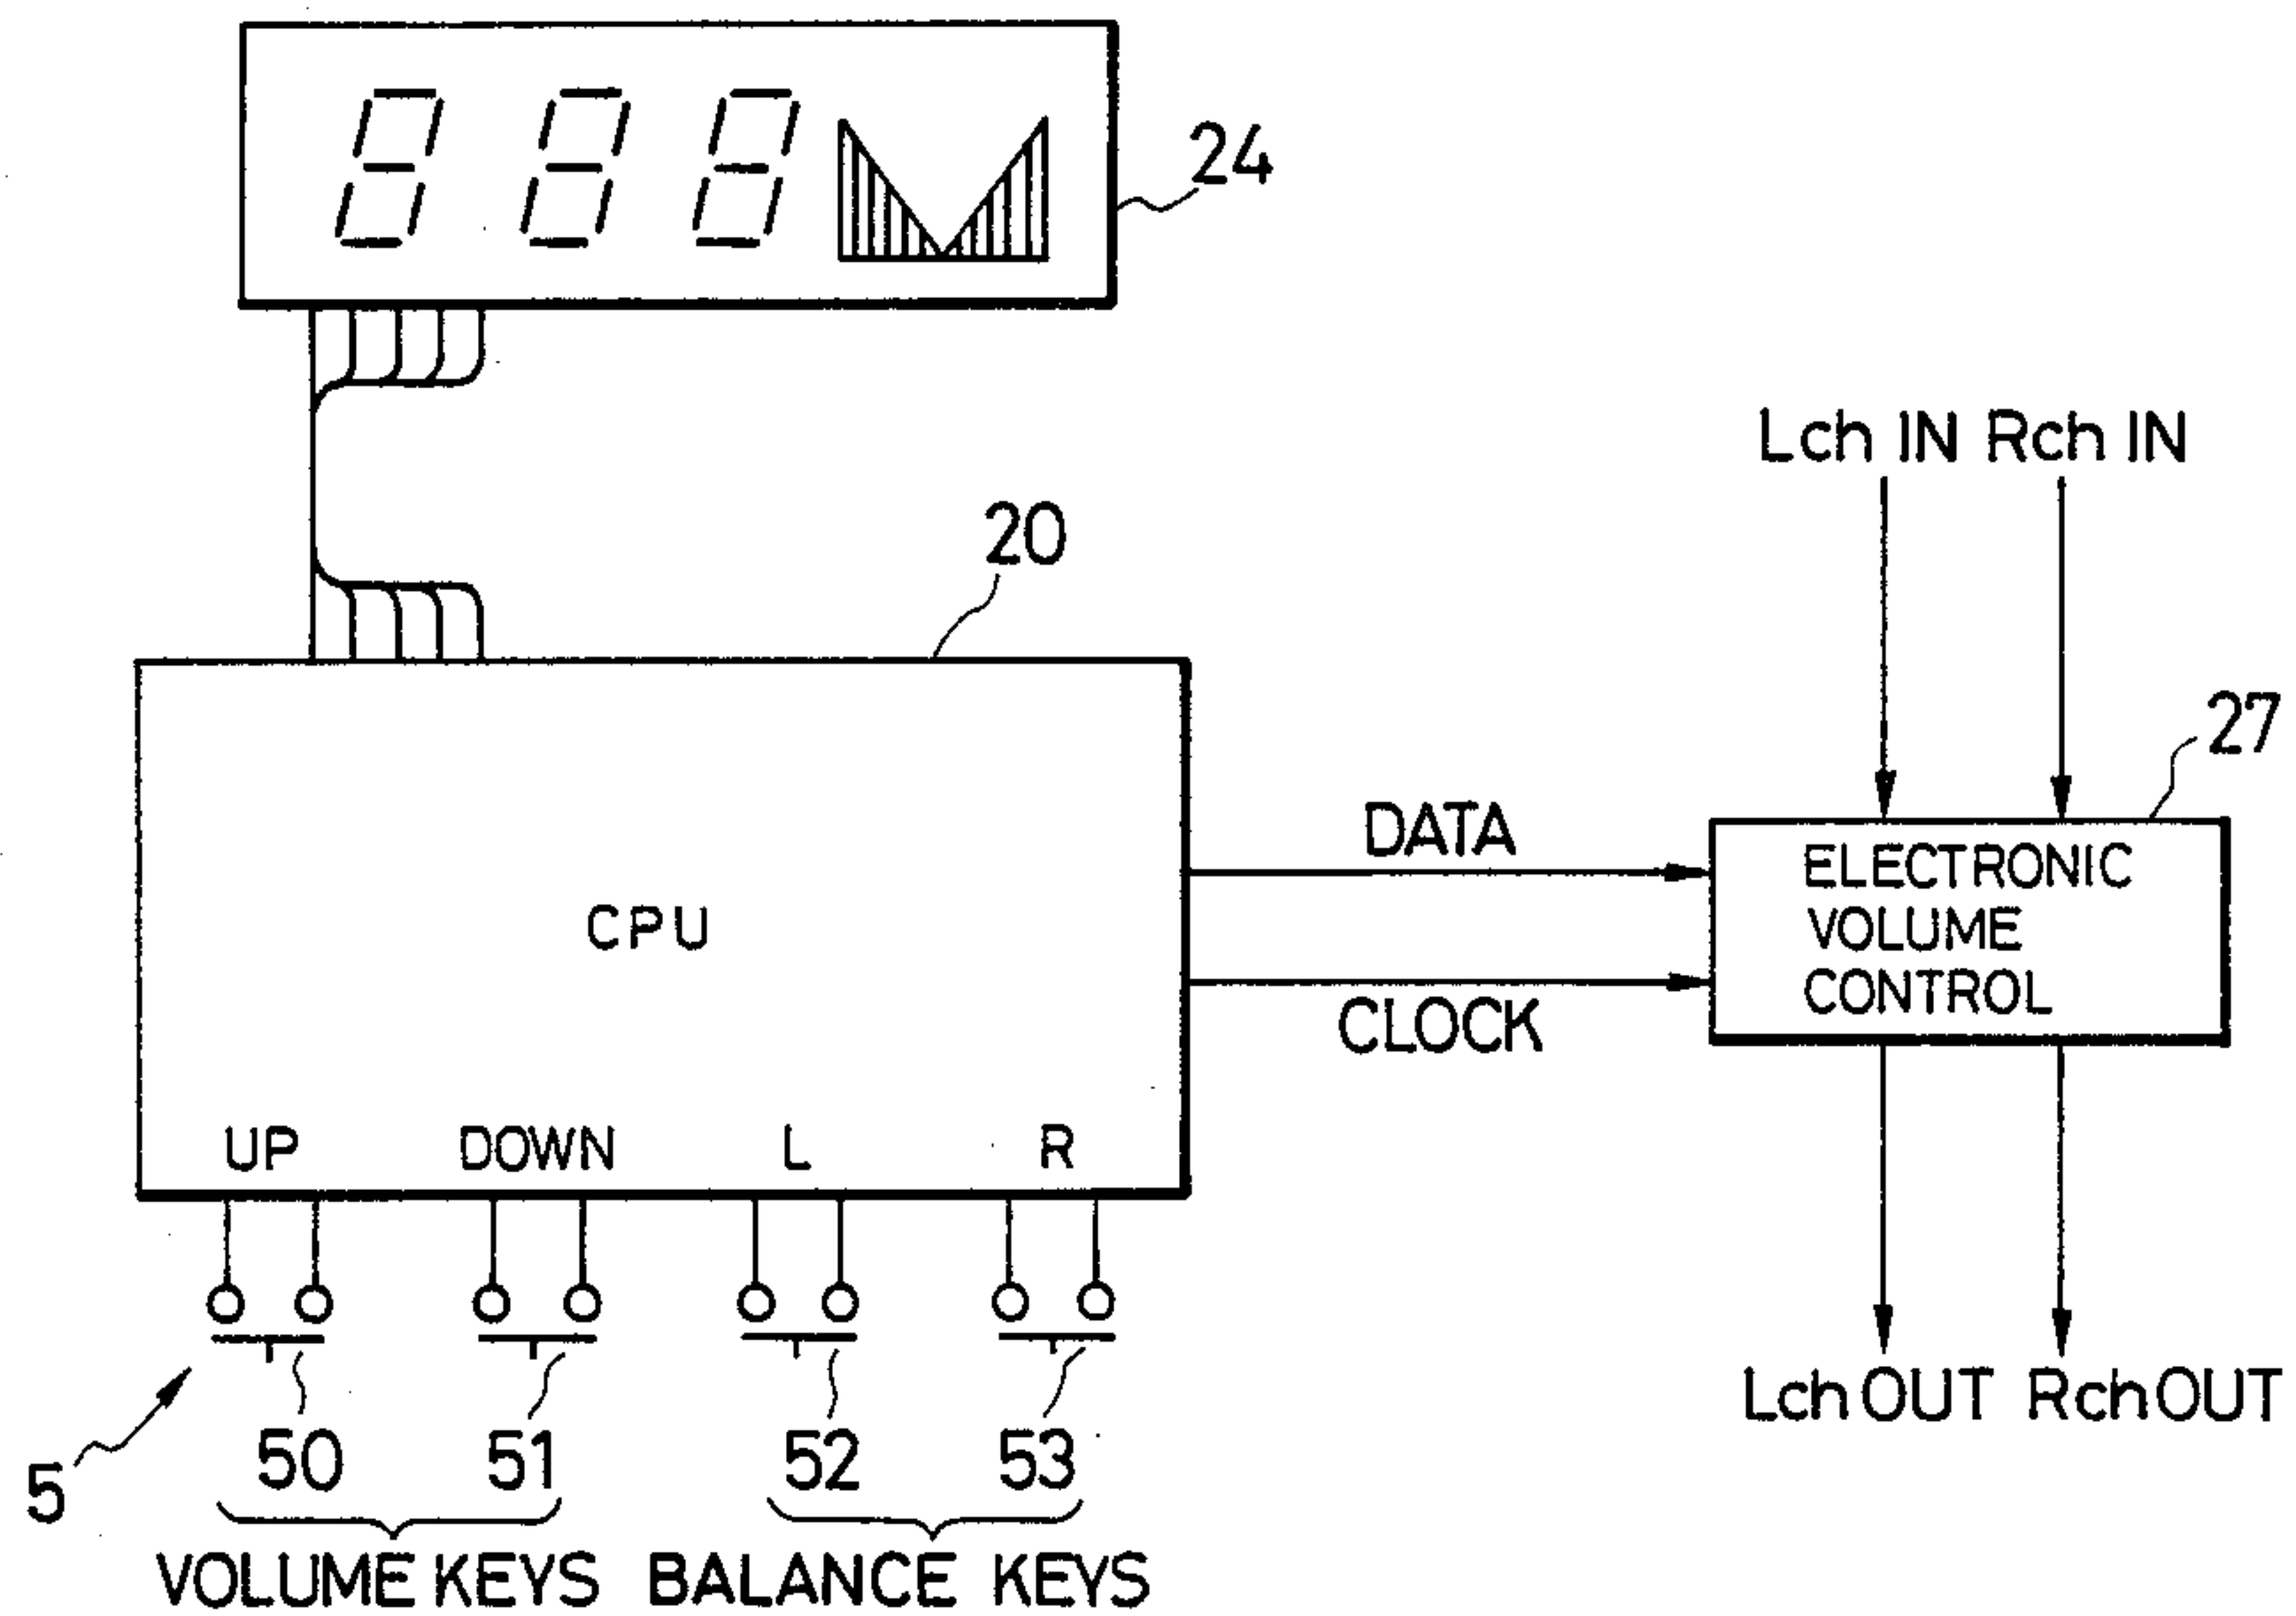 24
Lch IN Rch IN
20
27
DATA
ELECTRONIC
VOLUME
CONTROL
CPU
CLOCK
UP DOWN L R
Lch OUT Rch OUT
5
50 51 52 53
VOLUME KEYS BALANCE KEYS